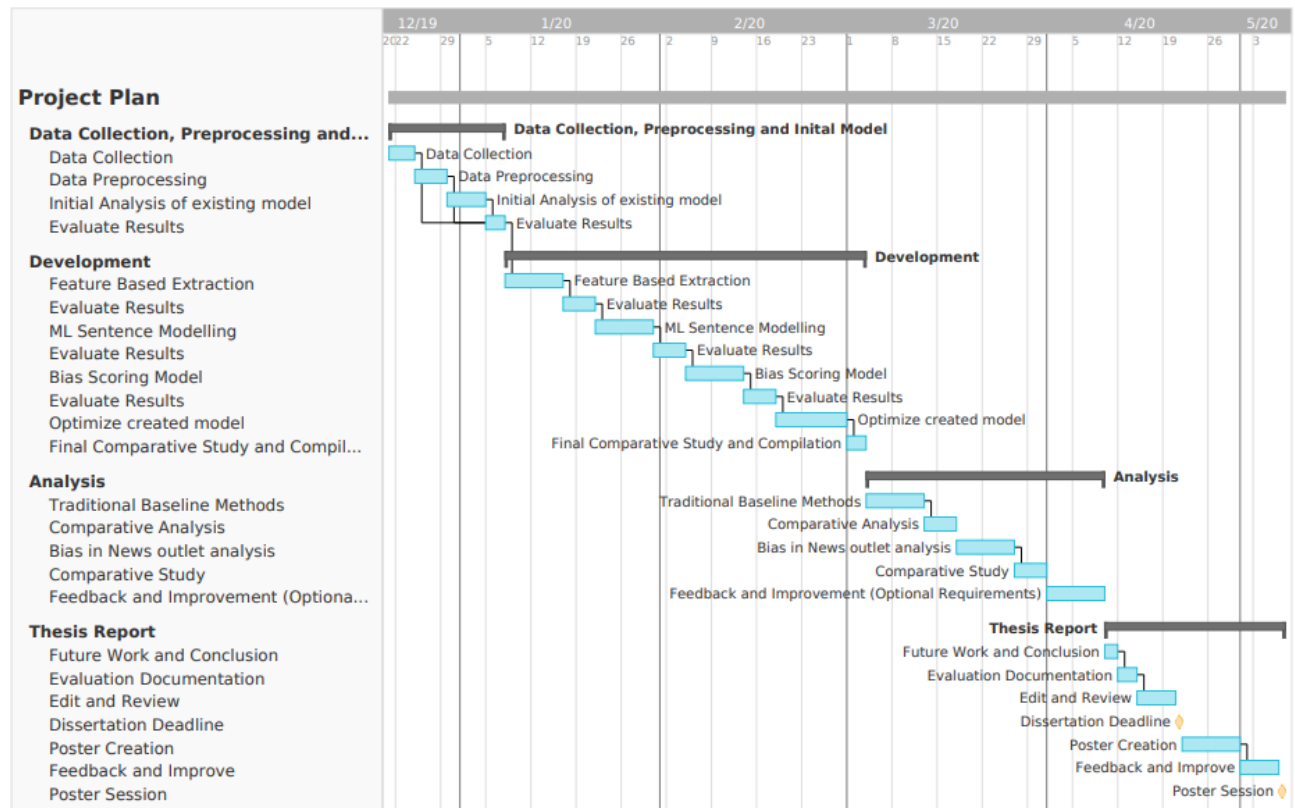 12/19 1/20 2/20 3/20 4/20 5/20
20 22 29 5 12 19 26 2 9 16 23 1 8 15 22 29 5 12 19 26 3
Project Plan
Data Collection, Preprocessing and... Data Collection, Preprocessing and Inital Model
Data Collection Data Collection
Data Preprocessing Data Preprocessing
Initial Analysis of existing model Initial Analysis of existing model
Evaluate Results Evaluate Results
Development Development
Feature Based Extraction Feature Based Extraction
Evaluate Results Evaluate Results
ML Sentence Modelling ML Sentence Modelling
Evaluate Results Evaluate Results
Bias Scoring Model Bias Scoring Model
Evaluate Results Evaluate Results
Optimize created model Optimize created model
Final Comparative Study and Compil... Final Comparative Study and Compilation
Analysis Analysis
Traditional Baseline Methods Traditional Baseline Methods
Comparative Analysis Comparative Analysis
Bias in News outlet analysis Bias in News outlet analysis
Comparative Study Comparative Study
Feedback and Improvement (Optiona... Feedback and Improvement (Optional Requirements)
Thesis Report Thesis Report
Future Work and Conclusion Future Work and Conclusion
Evaluation Documentation Evaluation Documentation
Edit and Review Edit and Review
Dissertation Deadline Dissertation Deadline
Poster Creation Poster Creation
Feedback and Improve Feedback and Improve
Poster Session Poster Session